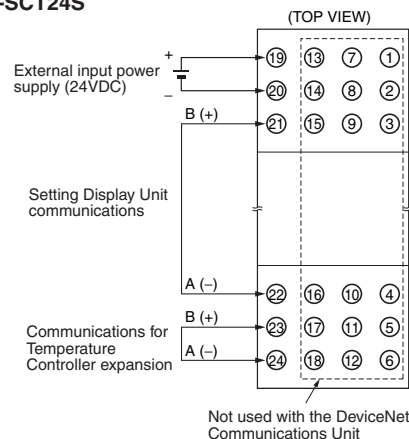 -SCT24S
(TOP VIEW)
+
External input power
supply (24VDC)
–
19 13 7 1
20 14 8 2
B (+)
21 15 9 3
Setting Display Unit
communications
A (–)
22 16 10 4
B (+)
23 17 11 5
Communications for
Temperature
Controller expansion
A (–)
24 18 12 6
Not used with the DeviceNet
Communications Unit